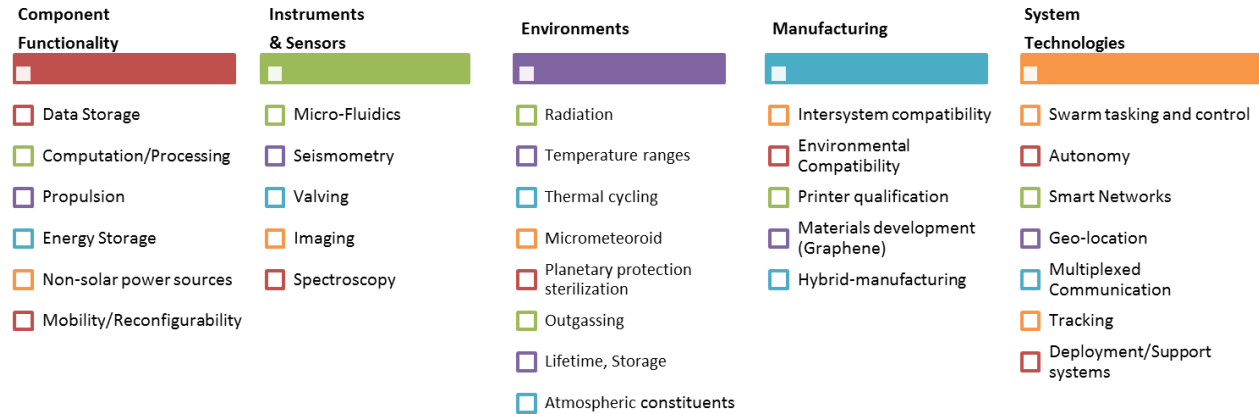 Component
Functionality
Data Storage
Computation/Processing
Propulsion
Energy Storage
Non-solar power sources
Mobility/Reconfigurability
Instruments
& Sensors
Micro-Fluidics
Seismometry
Valving
Imaging
Spectroscopy
Environments
Radiation
Temperature ranges
Thermal cycling
Micrometeoroid
Planetary protection
sterilization
Outgassing
Lifetime, Storage
Atmospheric constituents
Manufacturing
Intersystem compatibility
Environmental
Compatibility
Printer qualification
Materials development
(Graphene)
Hybrid-manufacturing
System
Technologies
Swarm tasking and control
Autonomy
Smart Networks
Geo-location
Multiplexed
Communication
Tracking
Deployment/Support
systems